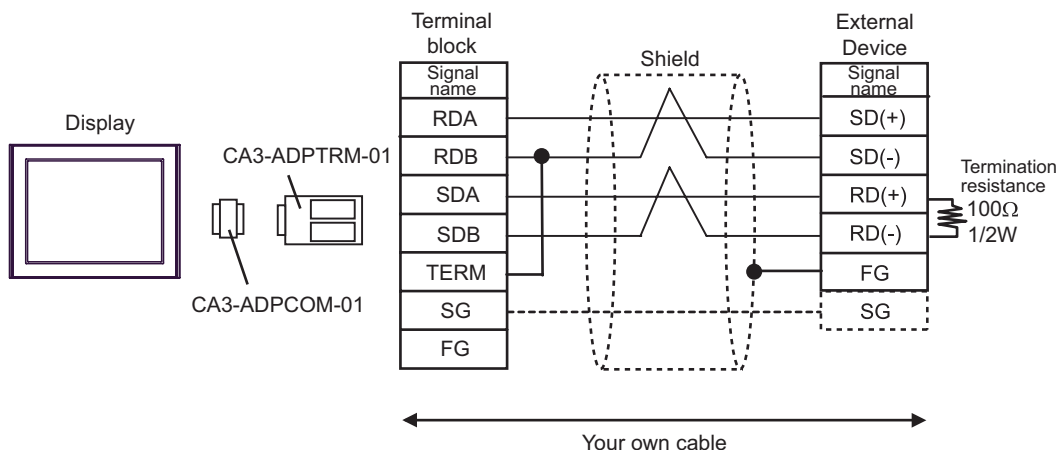 Display
CA3-ADPTRM-01
CA3-ADPCOM-01
Terminal
block
Signal
name
RDA
RDB
SDA
SDB
TERM
SG
FG
Shield
External
Device
Signal
name
SD(+)
SD(-)
RD(+)
RD(-)
FG
SG
Termination
resistance
100Ω
1/2W
Your own cable